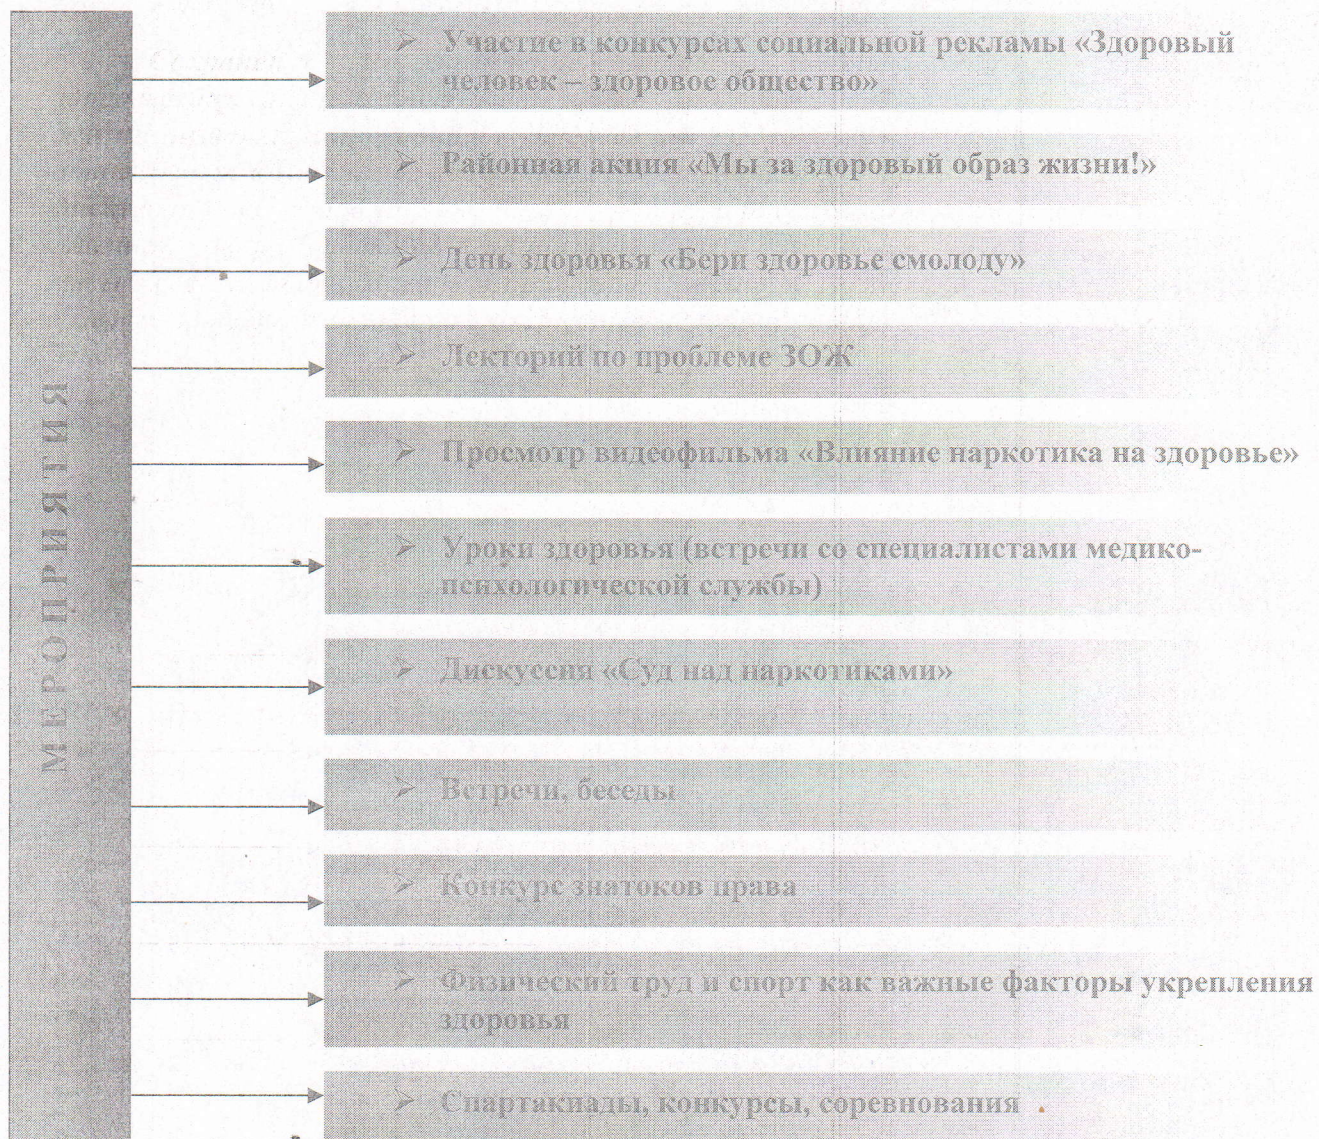 МЕРОПРИЯТИЯ
➢ Участие в конкурсах социальной рекламы «Здоровый
человек – здоровое общество»
➢ Районная акция «Мы за здоровый образ жизни!»
➢ День здоровья «Бери здоровье смолоду»
➢ Лекторий по проблеме ЗОЖ
➢ Просмотр видеофильма «Влияние наркотика на здоровье»
➢ Уроки здоровья (встречи со специалистами медико-
психологической службы)
➢ Дискуссия «Суд над наркотиками»
➢ Встречи, беседы
➢ Конкурс знатоков права
➢ Физический труд и спорт как важные факторы укрепления
здоровья
➢ Спартакиады, конкурсы, соревнования